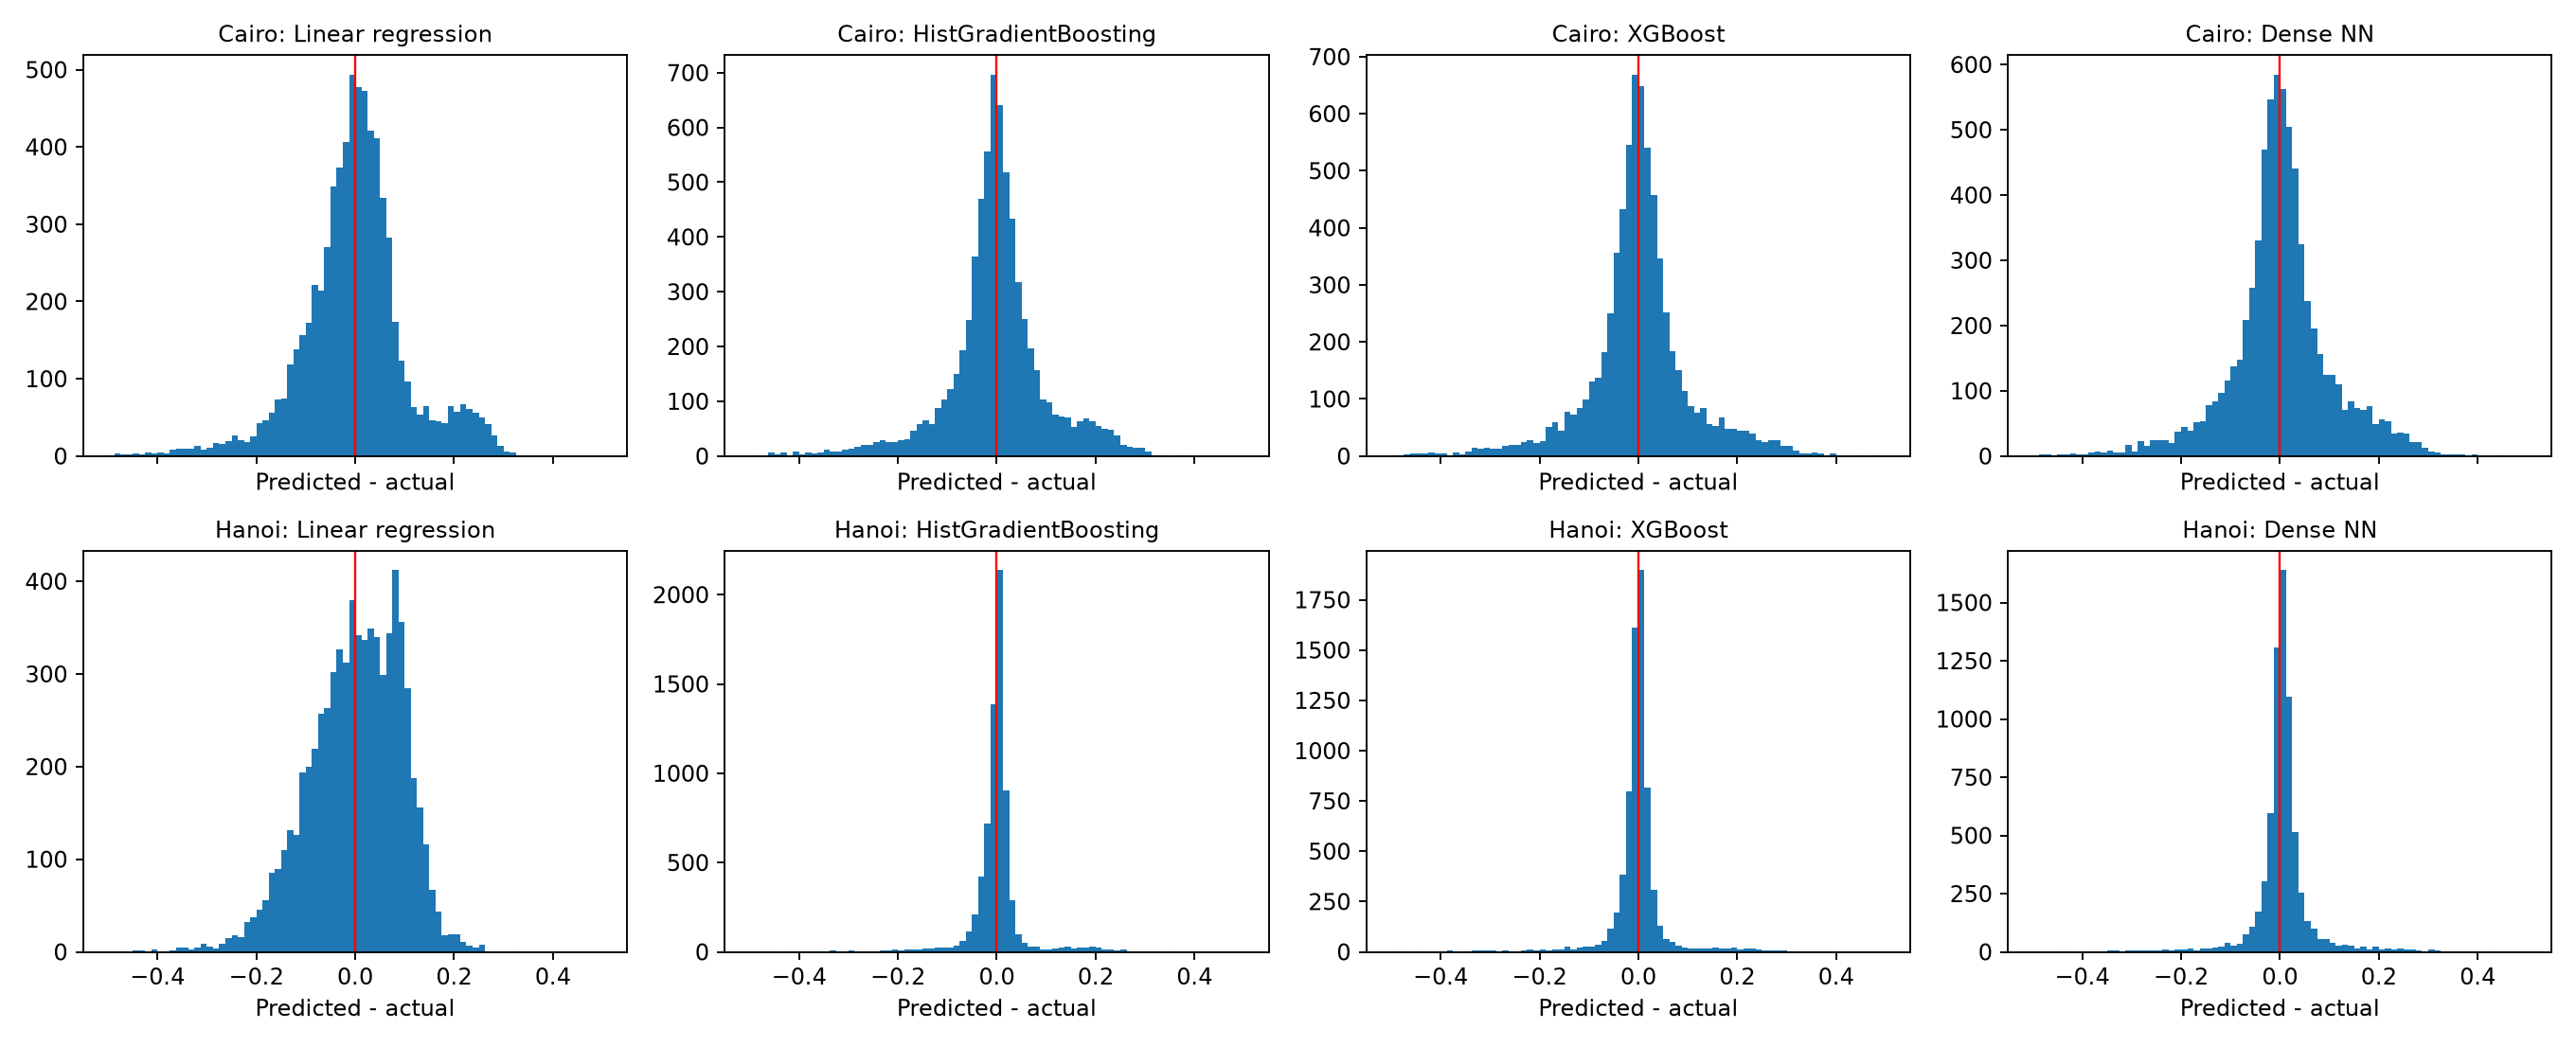 Cairo: Linear regression
500
400
300
200
100
0
Predicted - actual
Cairo: HistGradientBoosting
700
600
500
400
300
200
100
0
Predicted - actual
Cairo: XGBoost
700
600
500
400
300
200
100
0
Predicted - actual
Cairo: Dense NN
600
500
400
300
200
100
0
Predicted - actual
Hanoi: Linear regression
400
300
200
100
0
−0.4 −0.2 0.0 0.2 0.4
Predicted - actual
Hanoi: HistGradientBoosting
2000
1500
1000
500
0
−0.4 −0.2 0.0 0.2 0.4
Predicted - actual
Hanoi: XGBoost
1750
1500
1250
1000
750
500
250
0
−0.4 −0.2 0.0 0.2 0.4
Predicted - actual
Hanoi: Dense NN
1500
1250
1000
750
500
250
0
−0.4 −0.2 0.0 0.2 0.4
Predicted - actual